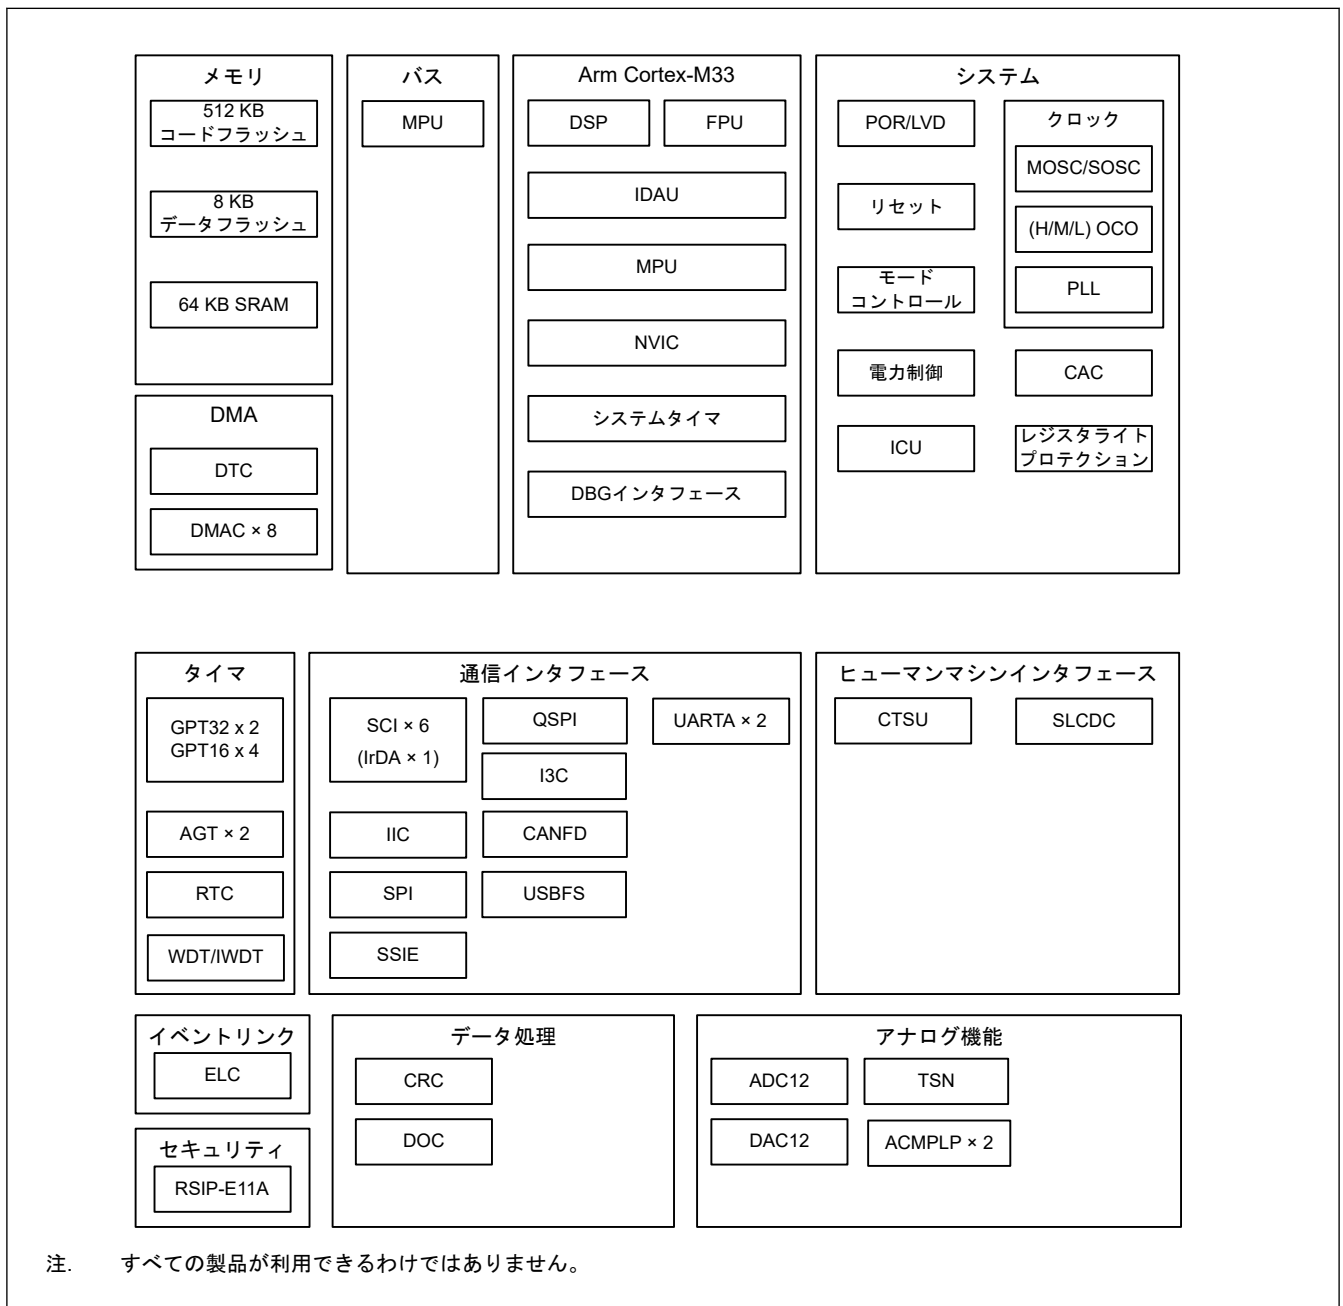 メモリ
512 KB
コードフラッシュ
8 KB
データフラッシュ
64 KB SRAM
DMA
DTC
DMAC × 8
バス
MPU
Arm Cortex-M33
DSP
FPU
IDAU
MPU
NVIC
システムタイマ
DBGインタフェース
システム
POR/LVD
リセット
モード
コントロール
電力制御
ICU
クロック
MOSC/SOSC
(H/M/L) OCO
PLL
CAC
レジスタライト
プロテクション
タイマ
GPT32 x 2
GPT16 x 4
AGT × 2
RTC
WDT/IWDT
通信インタフェース
SCI × 6
(IrDA × 1)
IIC
SPI
SSIE
QSPI
I3C
CANFD
USBFS
UARTA × 2
ヒューマンマシンインタフェース
CTSU
SLCDC
イベントリンク
ELC
セキュリティ
RSIP-E11A
データ処理
CRC
DOC
アナログ機能
ADC12
TSN
DAC12
ACMPLP × 2
注. すべての製品が利用できるわけではありません。